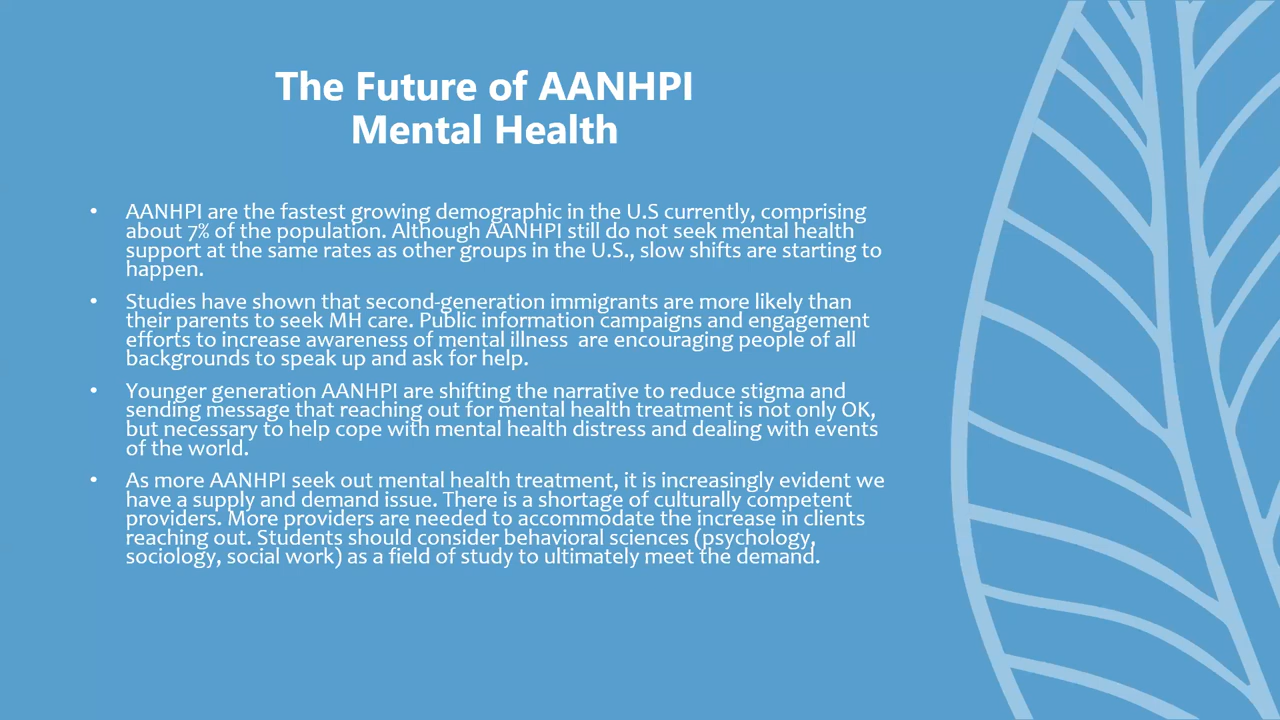 The Future of AANHPI
Mental Health
• AANHPI are the fastest growing demographic in the U.S currently, comprising
about 7% of the population. Although AANHPI still do not seek mental health
support at the same rates as other groups in the U.S., slow shifts are starting to
happen.
• Studies have shown that second-generation immigrants are more likely than
their parents to seek MH care. Public information campaigns and engagement
efforts to increase awareness of mental illness  are encouraging people of all
backgrounds to speak up and ask for help.
• Younger generation AANHPI are shifting the narrative to reduce stigma and
sending message that reaching out for mental health treatment is not only OK,
but necessary to help cope with mental health distress and dealing with events
of the world.
• As more AANHPI seek out mental health treatment, it is increasingly evident we
have a supply and demand issue. There is a shortage of culturally competent
providers. More providers are needed to accommodate the increase in clients
reaching out. Students should consider behavioral sciences (psychology,
sociology, social work) as a field of study to ultimately meet the demand.